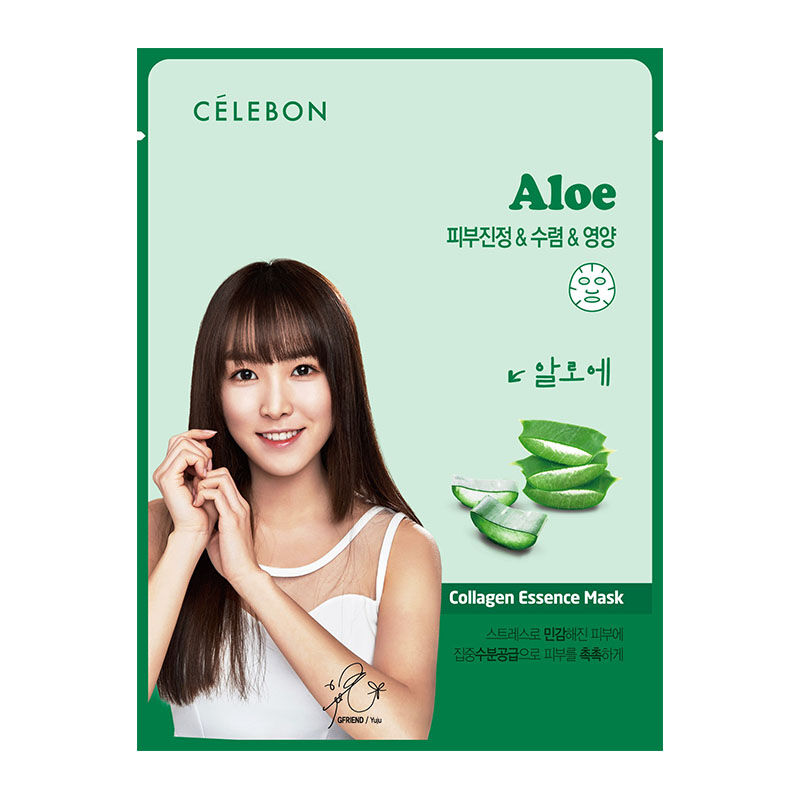 CÉLEBON
Aloe
피부진정 & 수렴 & 영양
알로에
Collagen Essence Mask
스트레스로 민감해진 피부에
집중수분공급으로 피부를 촉촉하게
GFRIEND / Yuju